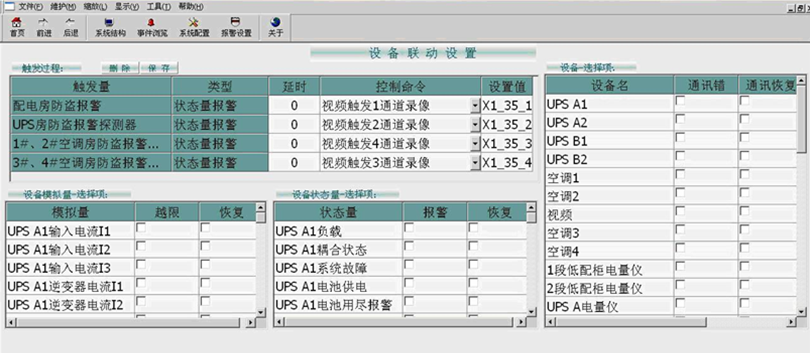 文件(F) 维护(M) 缩放(L) 显示(V) 工具(T) 帮助(H)
首页 前进 后退 系统结构 事件浏览 系统配置 报警设置 关于
设备联动设置
触发过程: 删除 保存
触发量 类型 延时 控制命令 设置值
配电房防盗报警 状态量报警 0 视频触发1通道录像 X1_35_1
UPS房防盗报警探测器 状态量报警 0 视频触发2通道录像 X1_35_2
1#、2#空调房防盗报警... 状态量报警 0 视频触发4通道录像 X1_35_3
3#、4#空调房防盗报警... 状态量报警 0 视频触发3通道录像 X1_35_4
设备模拟量-选择项:
模拟量 越限 恢复
UPS A1输入电流I1
UPS A1输入电流I2
UPS A1输入电流I3
UPS A1逆变器电流I1
UPS A1逆变器电流I2
设备状态量-选择项:
状态量 报警 恢复
UPS A1负载
UPS A1耦合状态
UPS A1系统故障
UPS A1电池供电
UPS A1电池用尽报警
设备-选择项:
设备名 通讯错 通讯恢复
UPS A1
UPS A2
UPS B1
UPS B2
空调1
空调2
视频
空调3
空调4
1段低配柜电量仪
2段低配柜电量仪
UPS A电量仪